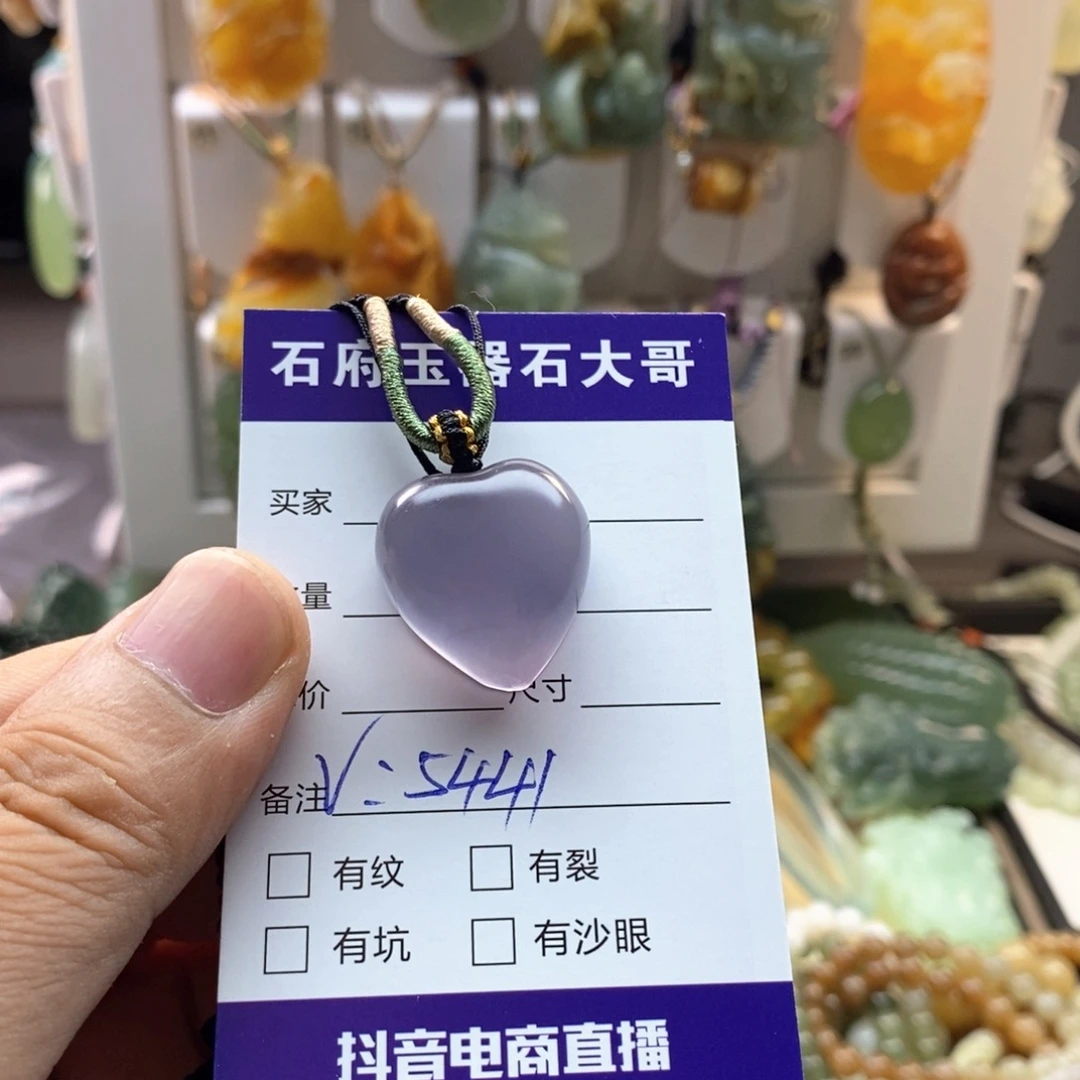 石府玉器石大哥
买家
量
价 尺寸
备注 V:5441
有纹 有裂
有坑 有沙眼
抖音电商直播